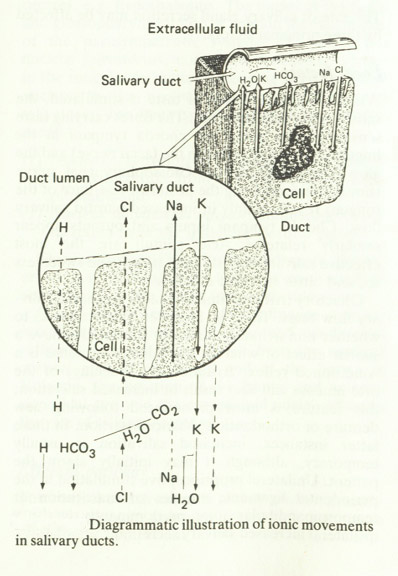 Extracellular fluid
Salivary duct
H₂O K HCO₃ Na Cl
Cell
Duct
Duct lumen
Salivary duct
H Cl Na K
Cell
H
CO₂
H₂O
K K
H HCO₃
Na
Cl
H₂O
Diagrammatic illustration of ionic movements
in salivary ducts.